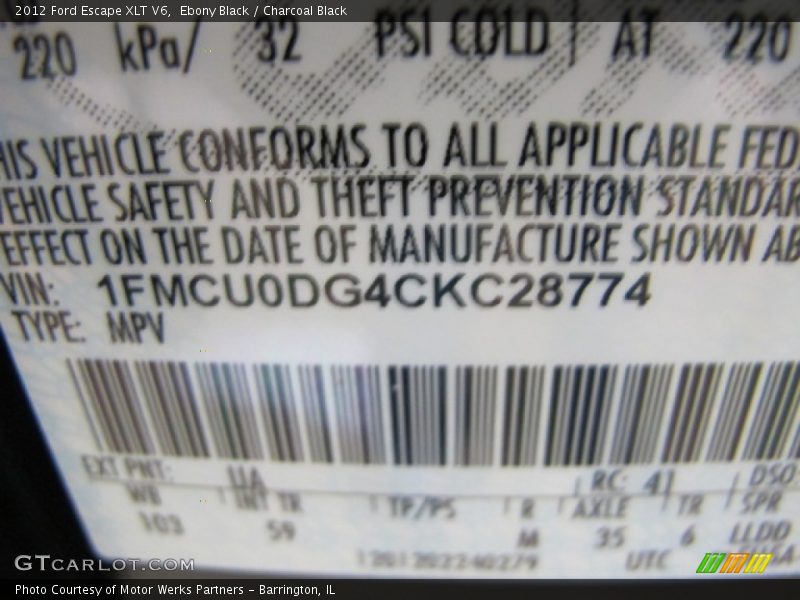 2012 Ford Escape XLT V6, Ebony Black / Charcoal Black
220 kPa/ 32 PSI COLD AT 220
HIS VEHICLE CONFORMS TO ALL APPLICABLE FED
VEHICLE SAFETY AND THEFT PREVENTION STANDAR
EFFECT ON THE DATE OF MANUFACTURE SHOWN AB
VIN: 1FMCU0DG4CKC28774
TYPE: MPV
EXT PNT: UA RC: 41 DSO
WB INT TR TP/PS R AXLE TR SPR
103 59 M 35 6 LLDD
UTC
GTCARLOT.COM
Photo Courtesy of Motor Werks Partners – Barrington, IL